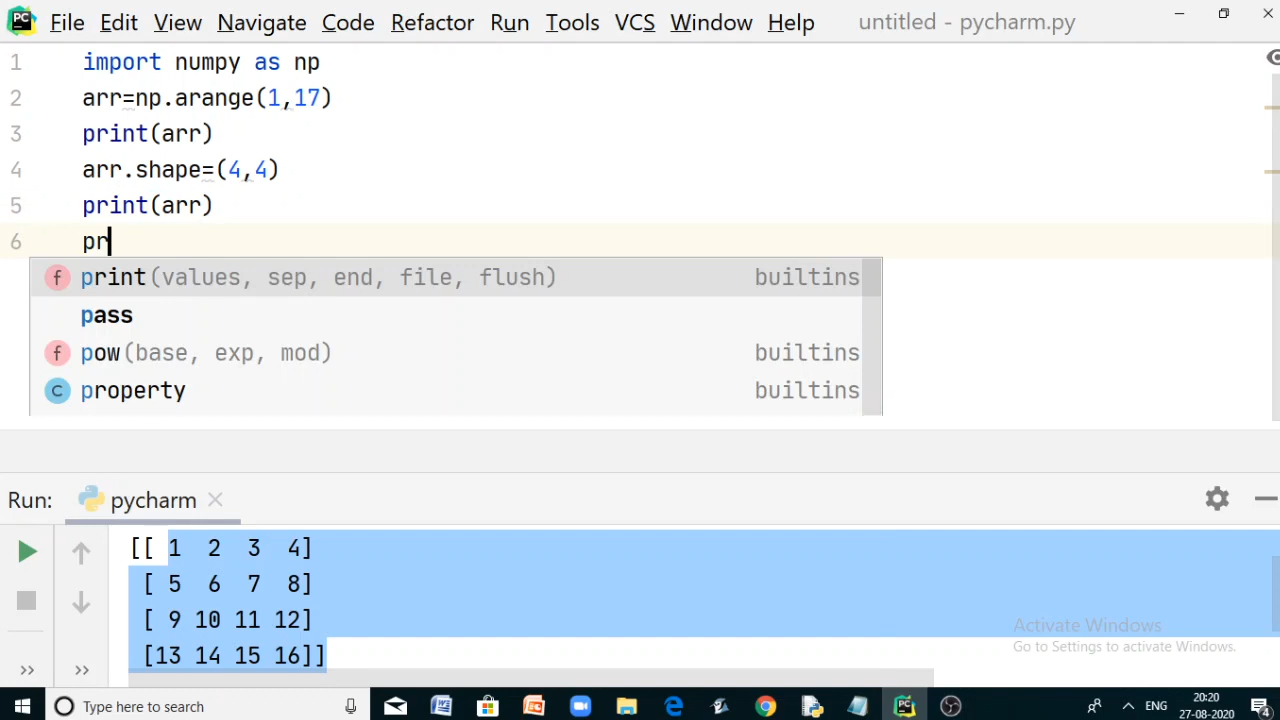 PC File Edit View Navigate Code Refactor Run Tools VCS Window Help untitled - pycharm.py
1 import numpy as np
2 arr=np.arange(1,17)
3 print(arr)
4 arr.shape=(4,4)
5 print(arr)
6 pr
f print(values, sep, end, file, flush) builtins
pass
f pow(base, exp, mod) builtins
C property builtins
Run: pycharm
[[ 1 2 3 4]
[ 5 6 7 8]
[ 9 10 11 12]
[13 14 15 16]]
Activate Windows
Go to Settings to activate Windows.
Type here to search
ENG
20:20
27-08-2020
4